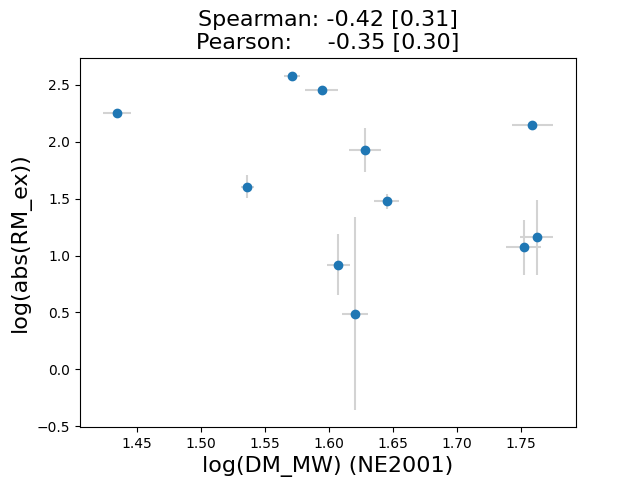 Spearman: -0.42 [0.31]
Pearson: -0.35 [0.30]
log(abs(RM_ex))
2.5
2.0
1.5
1.0
0.5
0.0
−0.5
1.45 1.50 1.55 1.60 1.65 1.70 1.75
log(DM_MW) (NE2001)